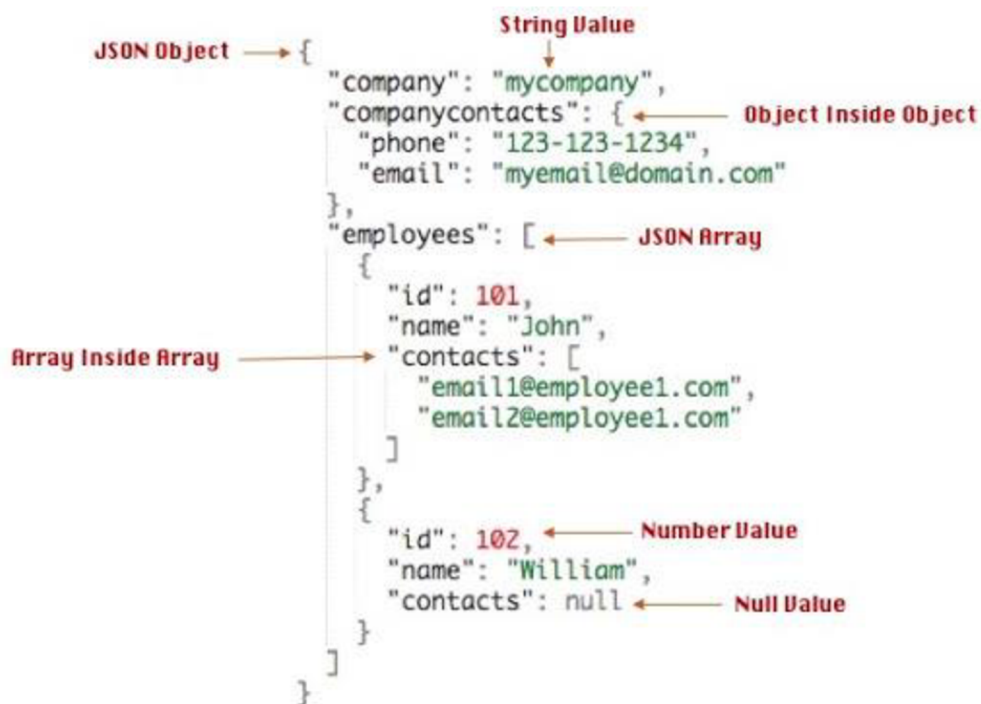 String Value
JSON Object {
"company": "mycompany",
"companycontacts": { Object Inside Object
"phone": "123-123-1234",
"email": "myemail@domain.com"
},
"employees": [ JSON Array
{
"id": 101,
"name": "John",
Array Inside Array "contacts": [
"email1@employee1.com",
"email2@employee1.com"
]
},
{
"id": 102, Number Value
"name": "William",
"contacts": null Null Value
}
]
}